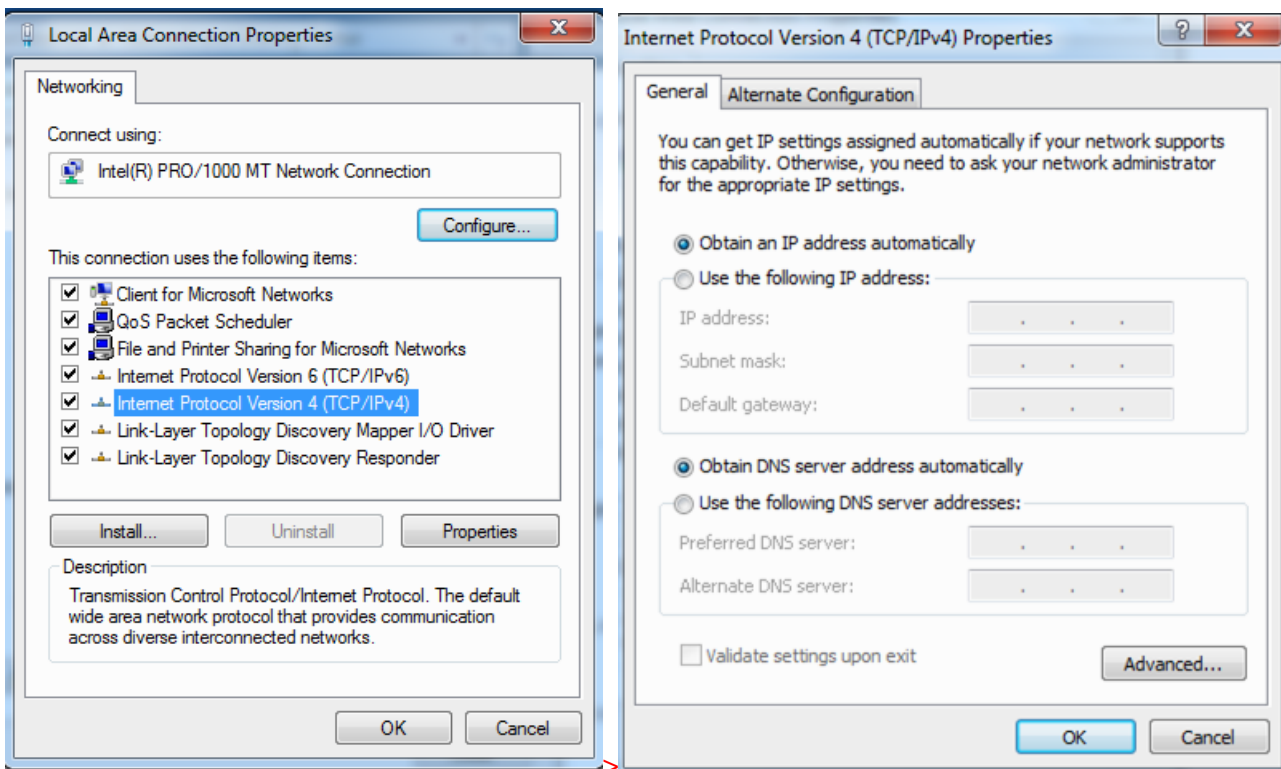 Local Area Connection Properties
Networking
Connect using:
Intel(R) PRO/1000 MT Network Connection
Configure...
This connection uses the following items:
Client for Microsoft Networks
QoS Packet Scheduler
File and Printer Sharing for Microsoft Networks
Internet Protocol Version 6 (TCP/IPv6)
Internet Protocol Version 4 (TCP/IPv4)
Link-Layer Topology Discovery Mapper I/O Driver
Link-Layer Topology Discovery Responder
Install...
Uninstall
Properties
Description
Transmission Control Protocol/Internet Protocol. The default
wide area network protocol that provides communication
across diverse interconnected networks.
OK
Cancel
>
Internet Protocol Version 4 (TCP/IPv4) Properties
General
Alternate Configuration
You can get IP settings assigned automatically if your network supports
this capability. Otherwise, you need to ask your network administrator
for the appropriate IP settings.
Obtain an IP address automatically
Use the following IP address:
IP address:
Subnet mask:
Default gateway:
Obtain DNS server address automatically
Use the following DNS server addresses:
Preferred DNS server:
Alternate DNS server:
Validate settings upon exit
Advanced...
OK
Cancel